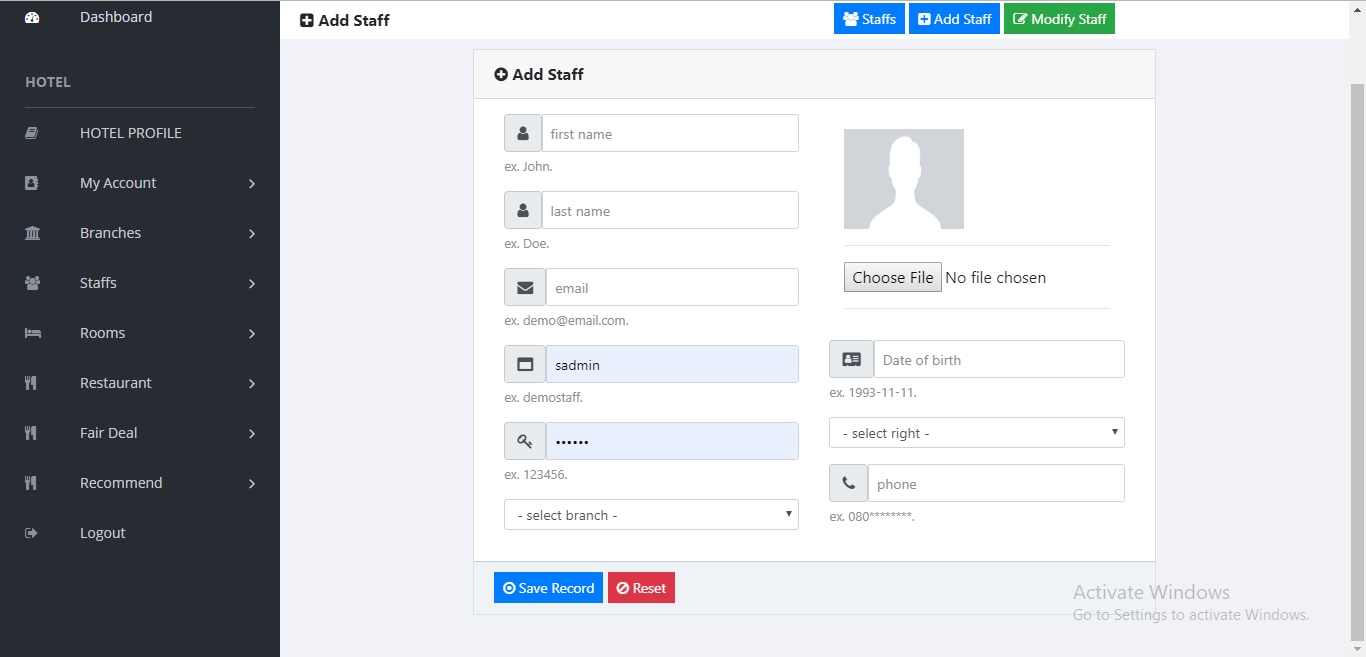 Dashboard
HOTEL
HOTEL PROFILE
My Account
Branches
Staffs
Rooms
Restaurant
Fair Deal
Recommend
Logout
Add Staff
Staffs
Add Staff
Modify Staff
Add Staff
first name
ex. John.
last name
ex. Doe.
email
ex. demo@email.com.
sadmin
ex. demostaff.
••••••
ex. 123456.
- select branch -
Choose File No file chosen
Date of birth
ex. 1993-11-11.
- select right -
phone
ex. 080********.
Save Record
Reset
Activate Windows
Go to Settings to activate Windows.